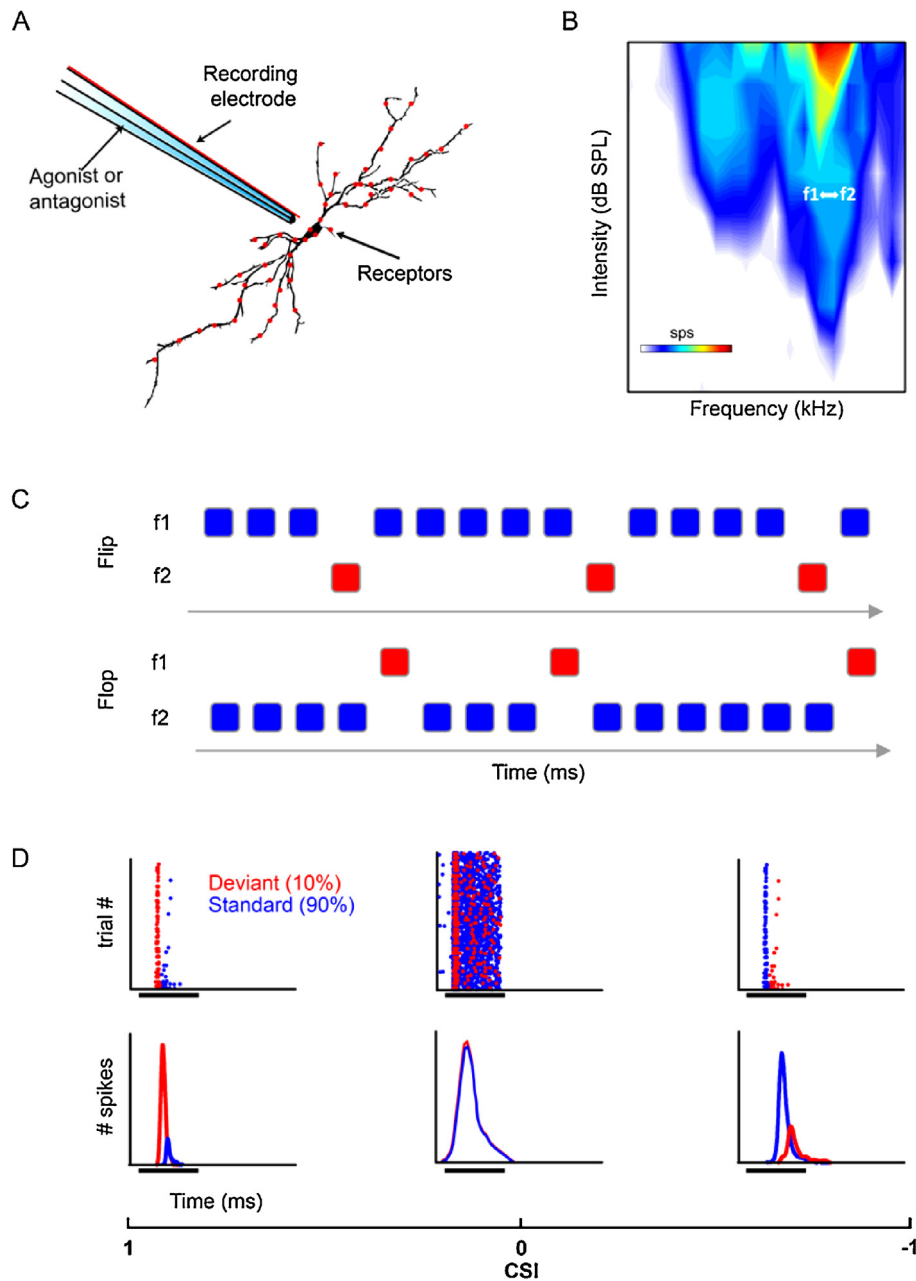 A
Recording
electrode
Agonist or
antagonist
Receptors
B
Intensity (dB SPL)
f1
f2
sps
Frequency (kHz)
C
Flip
f1
f2
Flop
f1
f2
Time (ms)
D
trial #
Deviant (10%)
Standard (90%)
# spikes
Time (ms)
1
0
-1
CSI